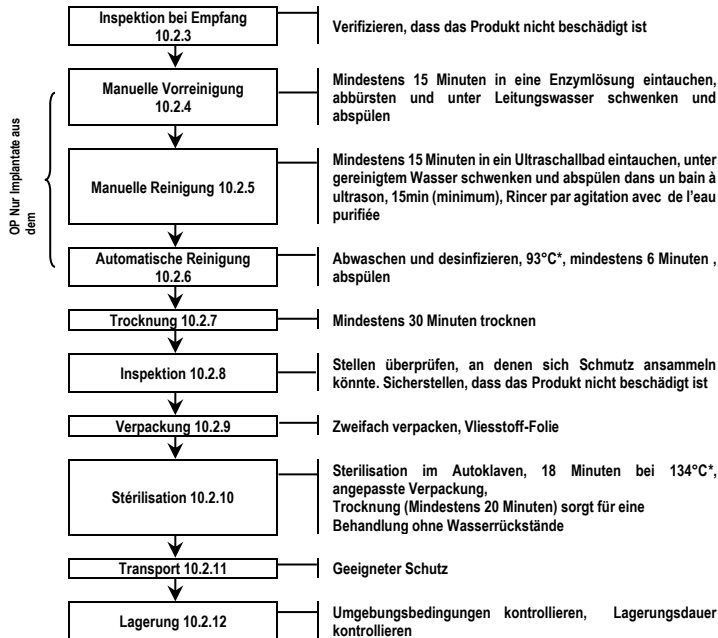 Inspektion bei Empfang
10.2.3
Verifizieren, dass das Produkt nicht beschädigt ist
Manuelle Vorreinigung
10.2.4
Mindestens 15 Minuten in eine Enzymlösung eintauchen,
abbürsten und unter Leitungswasser schwenken und
abspülen
OP Nur Implantate aus
dem
Manuelle Reinigung 10.2.5
Mindestens 15 Minuten in ein Ultraschallbad eintauchen, unter
gereinigtem Wasser schwenken und abspülen dans un bain à
ultrason, 15min (minimum), Rincer par agitation avec de l'eau
purifiée
Automatische Reinigung
10.2.6
Abwaschen und desinfizieren, 93°C*, mindestens 6 Minuten ,
abspülen
Trocknung 10.2.7
Mindestens 30 Minuten trocknen
Inspektion 10.2.8
Stellen überprüfen, an denen sich Schmutz ansammeln
könnte. Sicherstellen, dass das Produkt nicht beschädigt ist
Verpackung 10.2.9
Zweifach verpacken, Vliesstoff-Folie
Stérilisation 10.2.10
Sterilisation im Autoklaven, 18 Minuten bei 134°C*,
angepasste Verpackung,
Trocknung (Mindestens 20 Minuten) sorgt für eine
Behandlung ohne Wasserrückstände
Transport 10.2.11
Geeigneter Schutz
Lagerung 10.2.12
Umgebungsbedingungen kontrollieren, Lagerungsdauer
kontrollieren